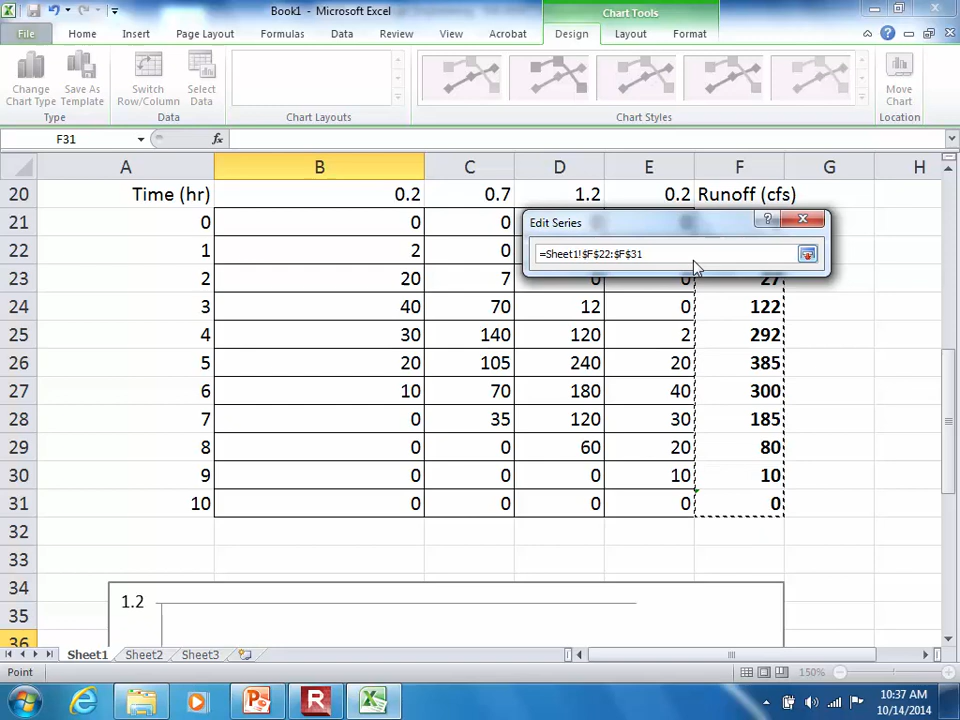 Book1 - Microsoft Excel
Chart Tools
File Home Insert Page Layout Formulas Data Review View Acrobat Design Layout Format
Change Chart Type
Save As Template
Switch Row/Column
Select Data
Move Chart
Type Data Chart Layouts Chart Styles Location
F31 fx
A B C D E F G H
20 Time (hr) 0.2 0.7 1.2 0.2 Runoff (cfs)
Edit Series
=Sheet1!$F$22:$F$31
21 0 0 0 0 0
22 1 2 0
23 2 20 7 0 0 27
24 3 40 70 12 0 122
25 4 30 140 120 2 292
26 5 20 105 240 20 385
27 6 10 70 180 40 300
28 7 0 35 120 30 185
29 8 0 0 60 20 80
30 9 0 0 0 10 10
31 10 0 0 0 0 0
32
33
34
1.2
35
36
Sheet1 Sheet2 Sheet3
Point 150%
10:37 AM
10/14/2014